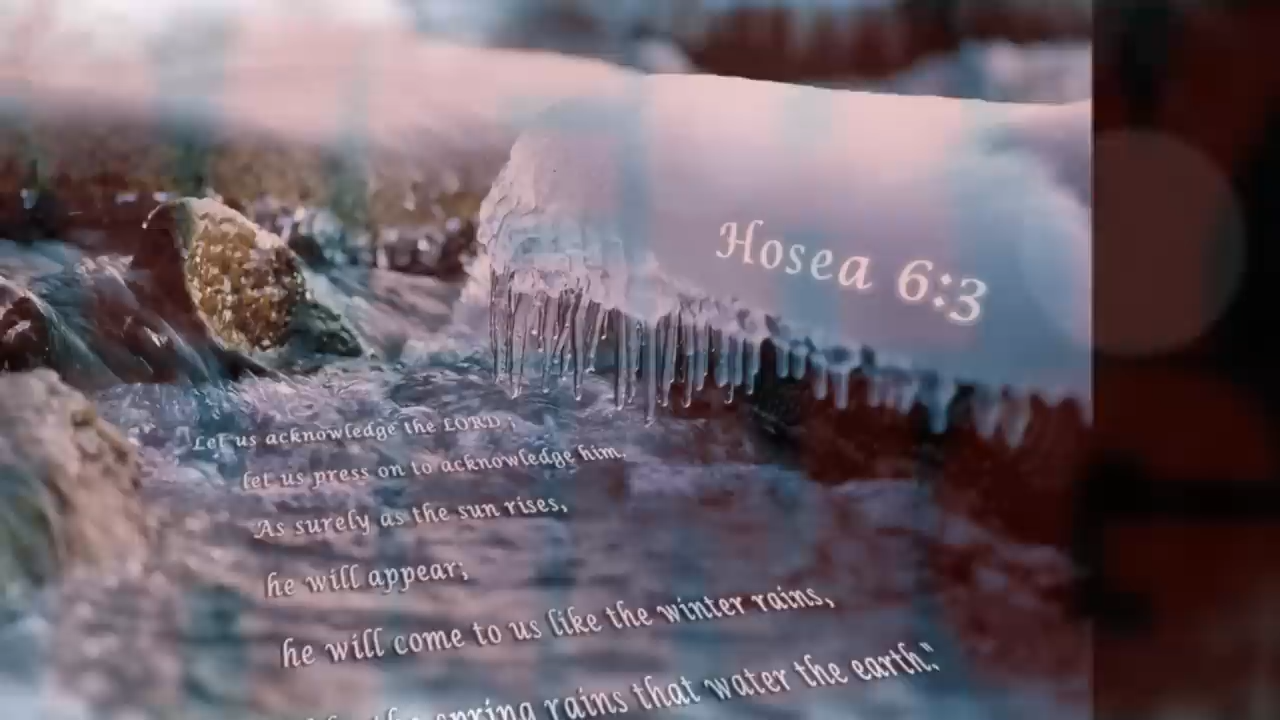 Hosea 6:3
Let us acknowledge the LORD;
let us press on to acknowledge him.
As surely as the sun rises,
he will appear;
he will come to us like the winter rains,
the spring rains that water the earth."